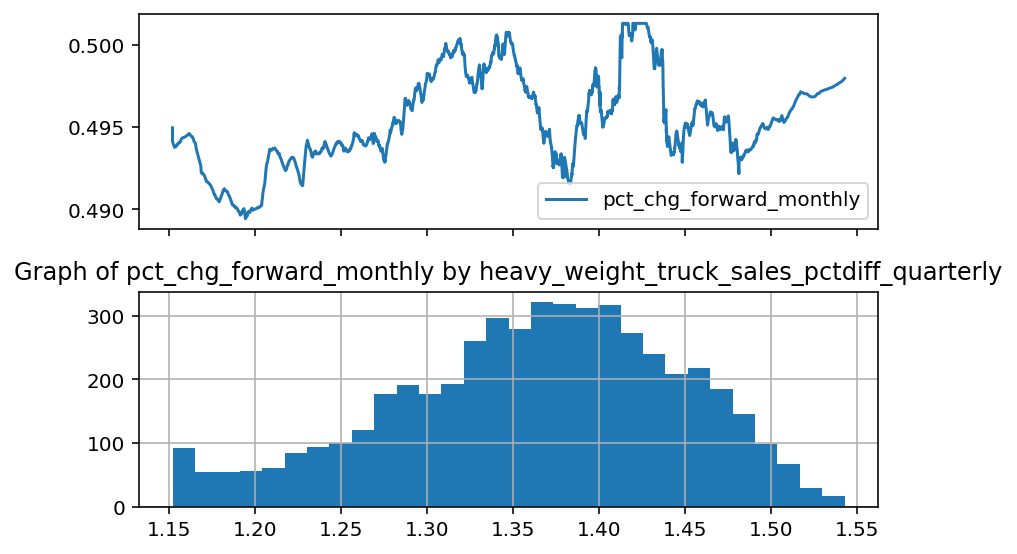 0.500
0.495
0.490
pct_chg_forward_monthly
Graph of pct_chg_forward_monthly by heavy_weight_truck_sales_pctdiff_quarterly
300
200
100
0
1.15 1.20 1.25 1.30 1.35 1.40 1.45 1.50 1.55